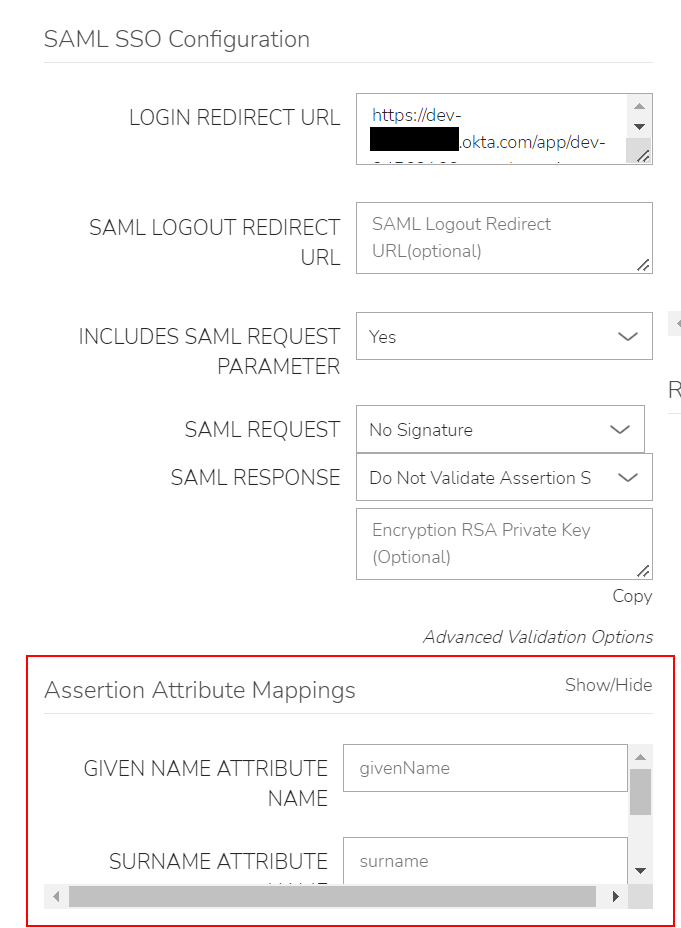 SAML SSO Configuration
LOGIN REDIRECT URL
https://dev-
.okta.com/app/dev-
SAML LOGOUT REDIRECT
URL
SAML Logout Redirect
URL(optional)
INCLUDES SAML REQUEST
PARAMETER
Yes
SAML REQUEST
No Signature
SAML RESPONSE
Do Not Validate Assertion S
Encryption RSA Private Key
(Optional)
Copy
Advanced Validation Options
R
Assertion Attribute Mappings
Show/Hide
GIVEN NAME ATTRIBUTE
NAME
givenName
SURNAME ATTRIBUTE
surname